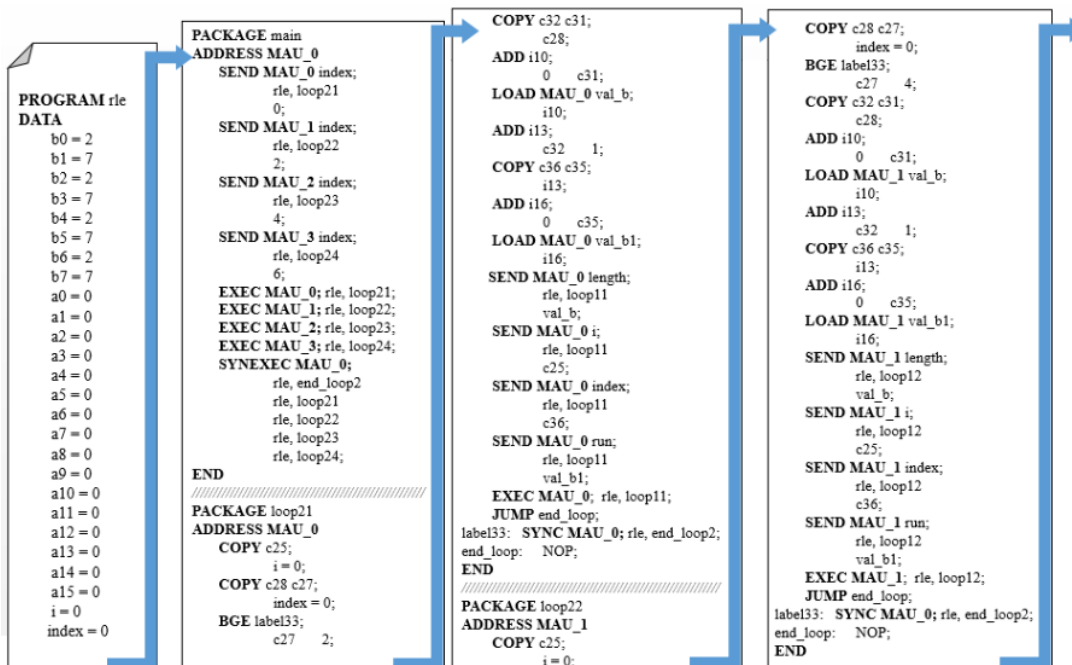 PROGRAM rle
DATA
b0 = 2
b1 = 7
b2 = 2
b3 = 7
b4 = 2
b5 = 7
b6 = 2
b7 = 7
a0 = 0
a1 = 0
a2 = 0
a3 = 0
a4 = 0
a5 = 0
a6 = 0
a7 = 0
a8 = 0
a9 = 0
a10 = 0
a11 = 0
a12 = 0
a13 = 0
a14 = 0
a15 = 0
i = 0
index = 0
PACKAGE main
ADDRESS MAU_0
SEND MAU_0 index;
rle, loop21
0;
SEND MAU_1 index;
rle, loop22
2;
SEND MAU_2 index;
rle, loop23
4;
SEND MAU_3 index;
rle, loop24
6;
EXEC MAU_0; rle, loop21;
EXEC MAU_1; rle, loop22;
EXEC MAU_2; rle, loop23;
EXEC MAU_3; rle, loop24;
SYNEXEC MAU_0;
rle, end_loop2
rle, loop21
rle, loop22
rle, loop23
rle, loop24;
END
////////////////////////////////////////////////////
PACKAGE loop21
ADDRESS MAU_0
COPY c25;
i = 0;
COPY c28 c27;
index = 0;
BGE label33;
c27 2;
COPY c32 c31;
c28;
ADD i10;
0 c31;
LOAD MAU_0 val_b;
i10;
ADD i13;
c32 1;
COPY c36 c35;
i13;
ADD i16;
0 c35;
LOAD MAU_0 val_b1;
i16;
SEND MAU_0 length;
rle, loop11
val_b;
SEND MAU_0 i;
rle, loop11
c25;
SEND MAU_0 index;
rle, loop11
c36;
SEND MAU_0 run;
rle, loop11
val_b1;
EXEC MAU_0; rle, loop11;
JUMP end_loop;
label33: SYNC MAU_0; rle, end_loop2;
end_loop: NOP;
END
////////////////////////////////////////////////////
PACKAGE loop22
ADDRESS MAU_1
COPY c25;
i = 0;
COPY c28 c27;
index = 0;
BGE label33;
c27 4;
COPY c32 c31;
c28;
ADD i10;
0 c31;
LOAD MAU_1 val_b;
i10;
ADD i13;
c32 1;
COPY c36 c35;
i13;
ADD i16;
0 c35;
LOAD MAU_1 val_b1;
i16;
SEND MAU_1 length;
rle, loop12
val_b;
SEND MAU_1 i;
rle, loop12
c25;
SEND MAU_1 index;
rle, loop12
c36;
SEND MAU_1 run;
rle, loop12
val_b1;
EXEC MAU_1; rle, loop12;
JUMP end_loop;
label33: SYNC MAU_0; rle, end_loop2;
end_loop: NOP;
END